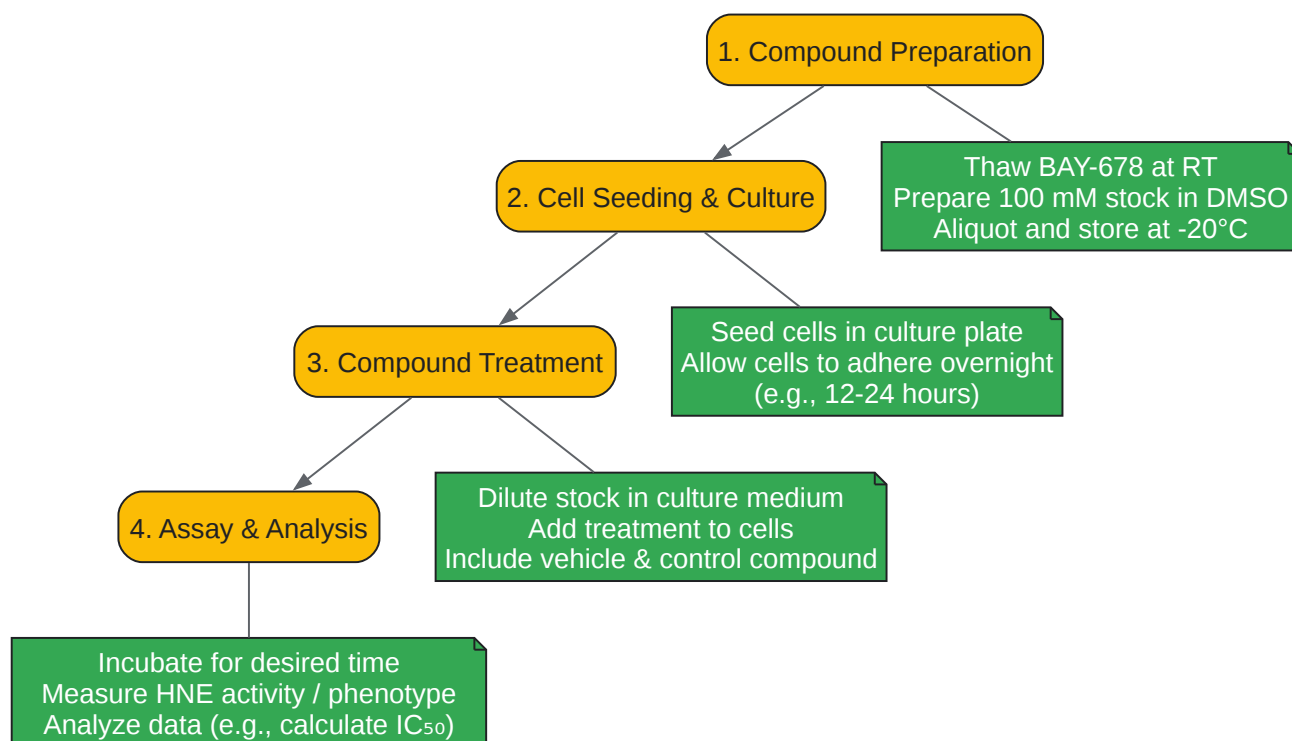 1. Compound Preparation
Thaw BAY-678 at RT
Prepare 100 mM stock in DMSO
Aliquot and store at -20°C
2. Cell Seeding & Culture
Seed cells in culture plate
Allow cells to adhere overnight
(e.g., 12-24 hours)
3. Compound Treatment
Dilute stock in culture medium
Add treatment to cells
Include vehicle & control compound
4. Assay & Analysis
Incubate for desired time
Measure HNE activity / phenotype
Analyze data (e.g., calculate IC₅₀)